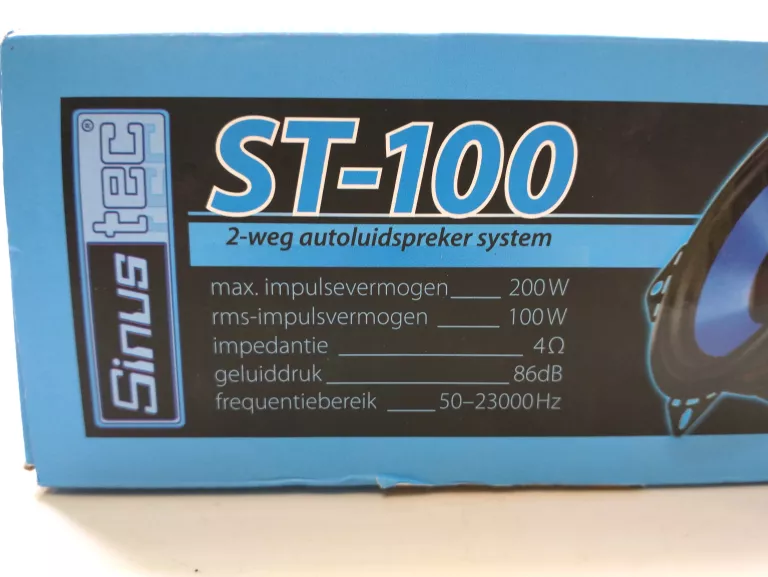 Sinus tec®
ST-100
2-weg autoluidspreker system
max. impulsevermogen 200W
rms-impulsvermogen 100W
impedantie 4Ω
geluiddruk 86dB
frequentiebereik 50–23000Hz